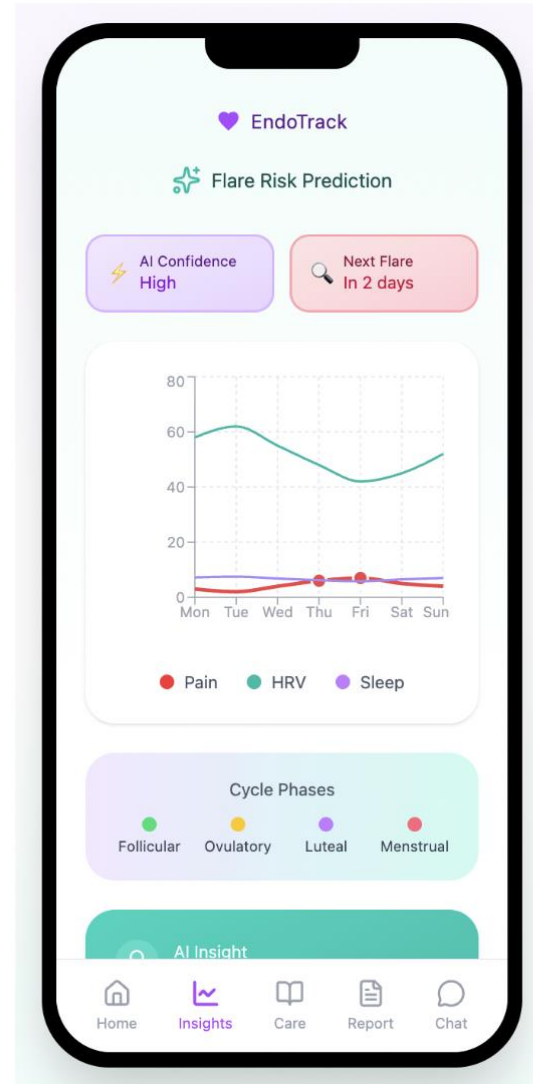 EndoTrack
Flare Risk Prediction
AI Confidence
High
Next Flare
In 2 days
80
60
40
20
0
Mon Tue Wed Thu Fri Sat Sun
Pain HRV Sleep
Cycle Phases
Follicular Ovulatory Luteal Menstrual
AI Insight
Home Insights Care Report Chat